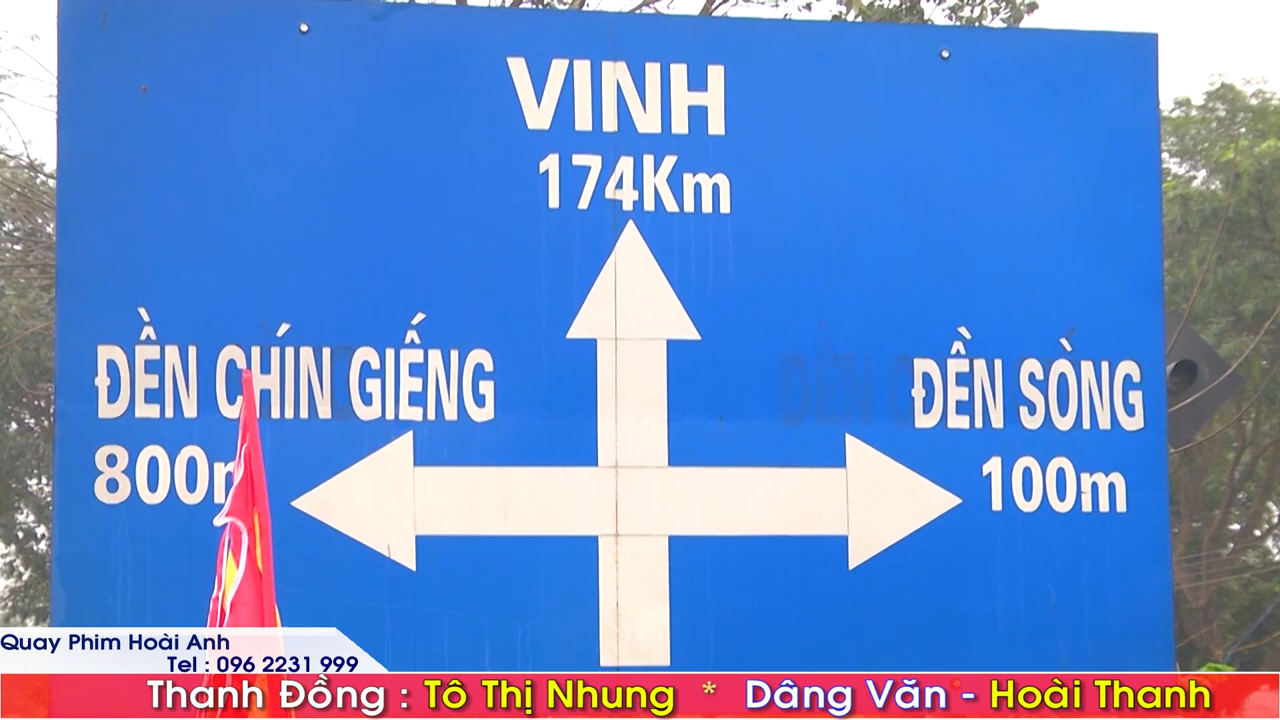 VINH
174Km
ĐỀN CHÍN GIẾNG
800m
ĐỀN SÒNG
100m
Quay Phim Hoài Anh
Tel : 096 2231 999
Thanh Đồng : Tô Thị Nhung * Dâng Văn - Hoài Thanh